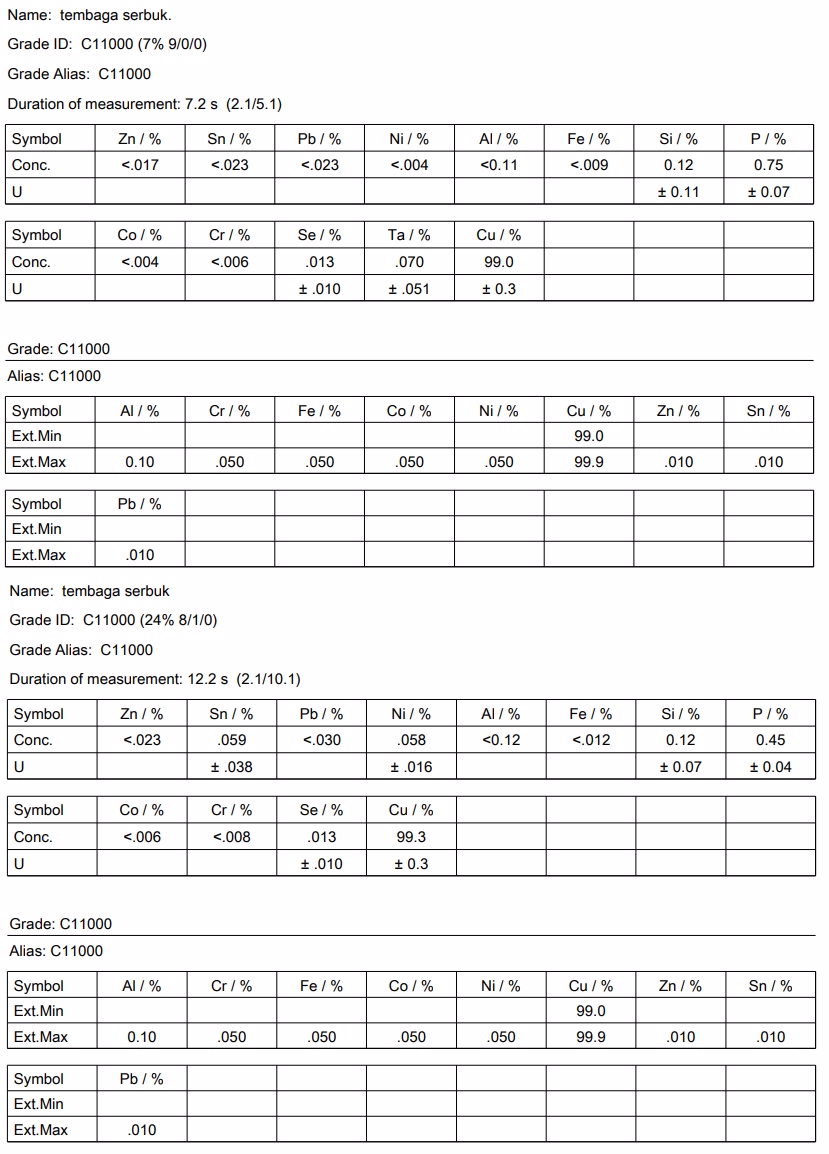 Name: tembaga serbuk.
Grade ID: C11000 (7% 9/0/0)
Grade Alias: C11000
Duration of measurement: 7.2 s (2.1/5.1)
Symbol Zn / % Sn / % Pb / % Ni / % Al / % Fe / % Si / % P / %
Conc. <.017 <.023 <.023 <.004 <0.11 <.009 0.12 0.75
U ± 0.11 ± 0.07
Symbol Co / % Cr / % Se / % Ta / % Cu / %
Conc. <.004 <.006 .013 .070 99.0
U ± .010 ± .051 ± 0.3
Grade: C11000
Alias: C11000
Symbol Al / % Cr / % Fe / % Co / % Ni / % Cu / % Zn / % Sn / %
Ext.Min 99.0
Ext.Max 0.10 .050 .050 .050 .050 99.9 .010 .010
Symbol Pb / %
Ext.Min
Ext.Max .010
Name: tembaga serbuk
Grade ID: C11000 (24% 8/1/0)
Grade Alias: C11000
Duration of measurement: 12.2 s (2.1/10.1)
Symbol Zn / % Sn / % Pb / % Ni / % Al / % Fe / % Si / % P / %
Conc. <.023 .059 <.030 .058 <0.12 <.012 0.12 0.45
U ± .038 ± .016 ± 0.07 ± 0.04
Symbol Co / % Cr / % Se / % Cu / %
Conc. <.006 <.008 .013 99.3
U ± .010 ± 0.3
Grade: C11000
Alias: C11000
Symbol Al / % Cr / % Fe / % Co / % Ni / % Cu / % Zn / % Sn / %
Ext.Min 99.0
Ext.Max 0.10 .050 .050 .050 .050 99.9 .010 .010
Symbol Pb / %
Ext.Min
Ext.Max .010